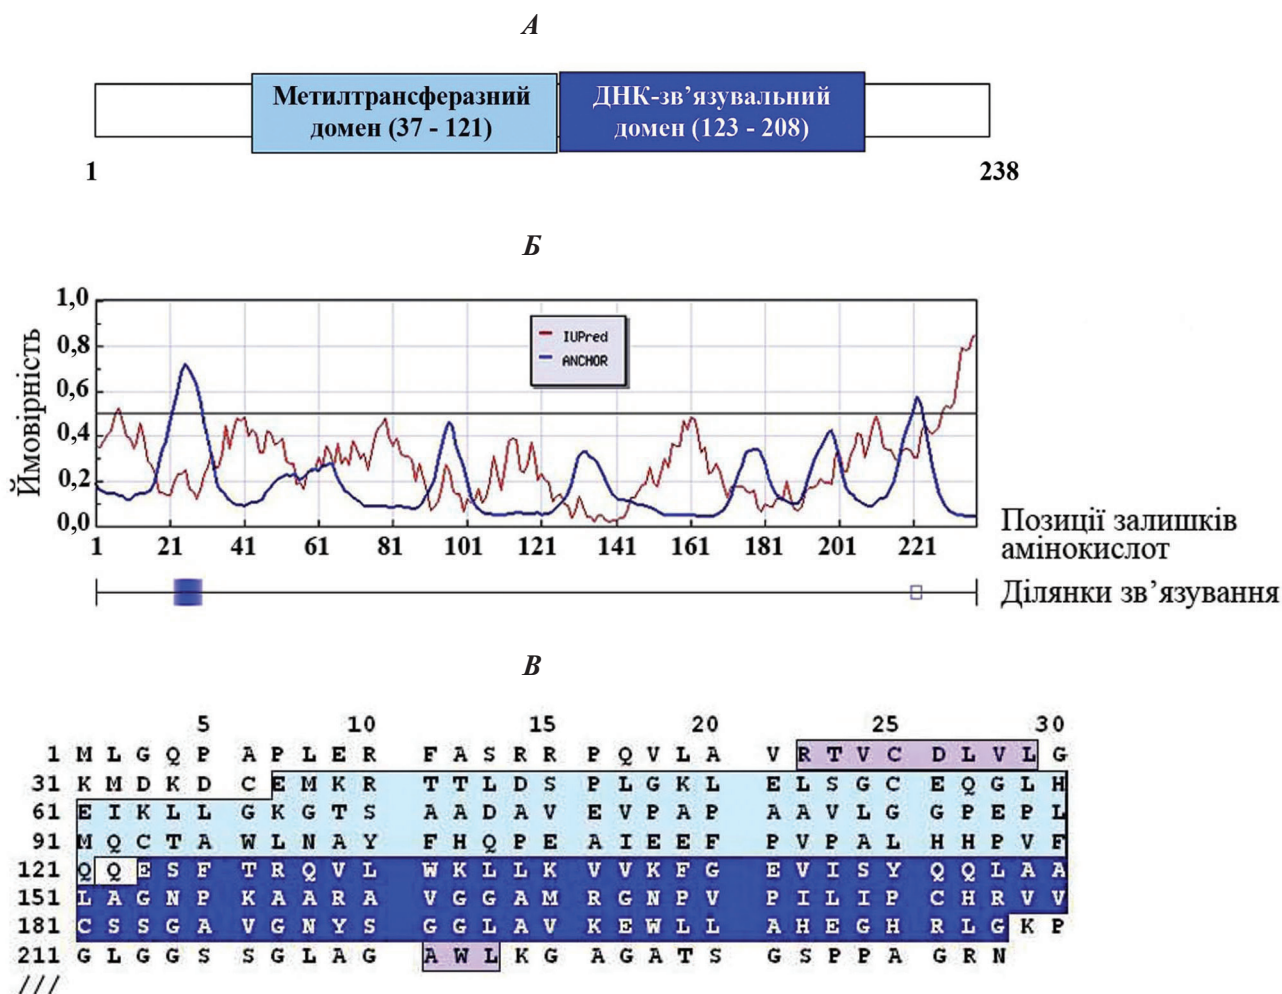 А
Метилтрансферазний
домен (37 - 121)
ДНК-зв’язувальний
домен (123 - 208)
1
238
Б
Ймовірність
1,0
0,8
0,6
0,4
0,2
0,0
IUPred
ANCHOR
1 21 41 61 81 101 121 141 161 181 201 221
Позиції залишків
амінокислот
Ділянки зв’язування
В
5 10 15 20 25 30
1 M L G Q P A P L E R F A S R R P Q V L A V R T V C D L V L G
31 K M D K D C E M K R T T L D S P L G K L E L S G C E Q G L H
61 E I K L L G K G T S A A D A V E V P A P A A V L G G P E P L
91 M Q C T A W L N A Y F H Q P E A I E E F P V P A L H H P V F
121 Q Q E S F T R Q V L W K L L K V V K F G E V I S Y Q Q L A A
151 L A G N P K A A R A V G G A M R G N P V P I L I P C H R V V
181 C S S G A V G N Y S G G L A V K E W L L A H E G H R L G K P
211 G L G G S S G L A G A W L K G A G A T S G S P P A G R N
///